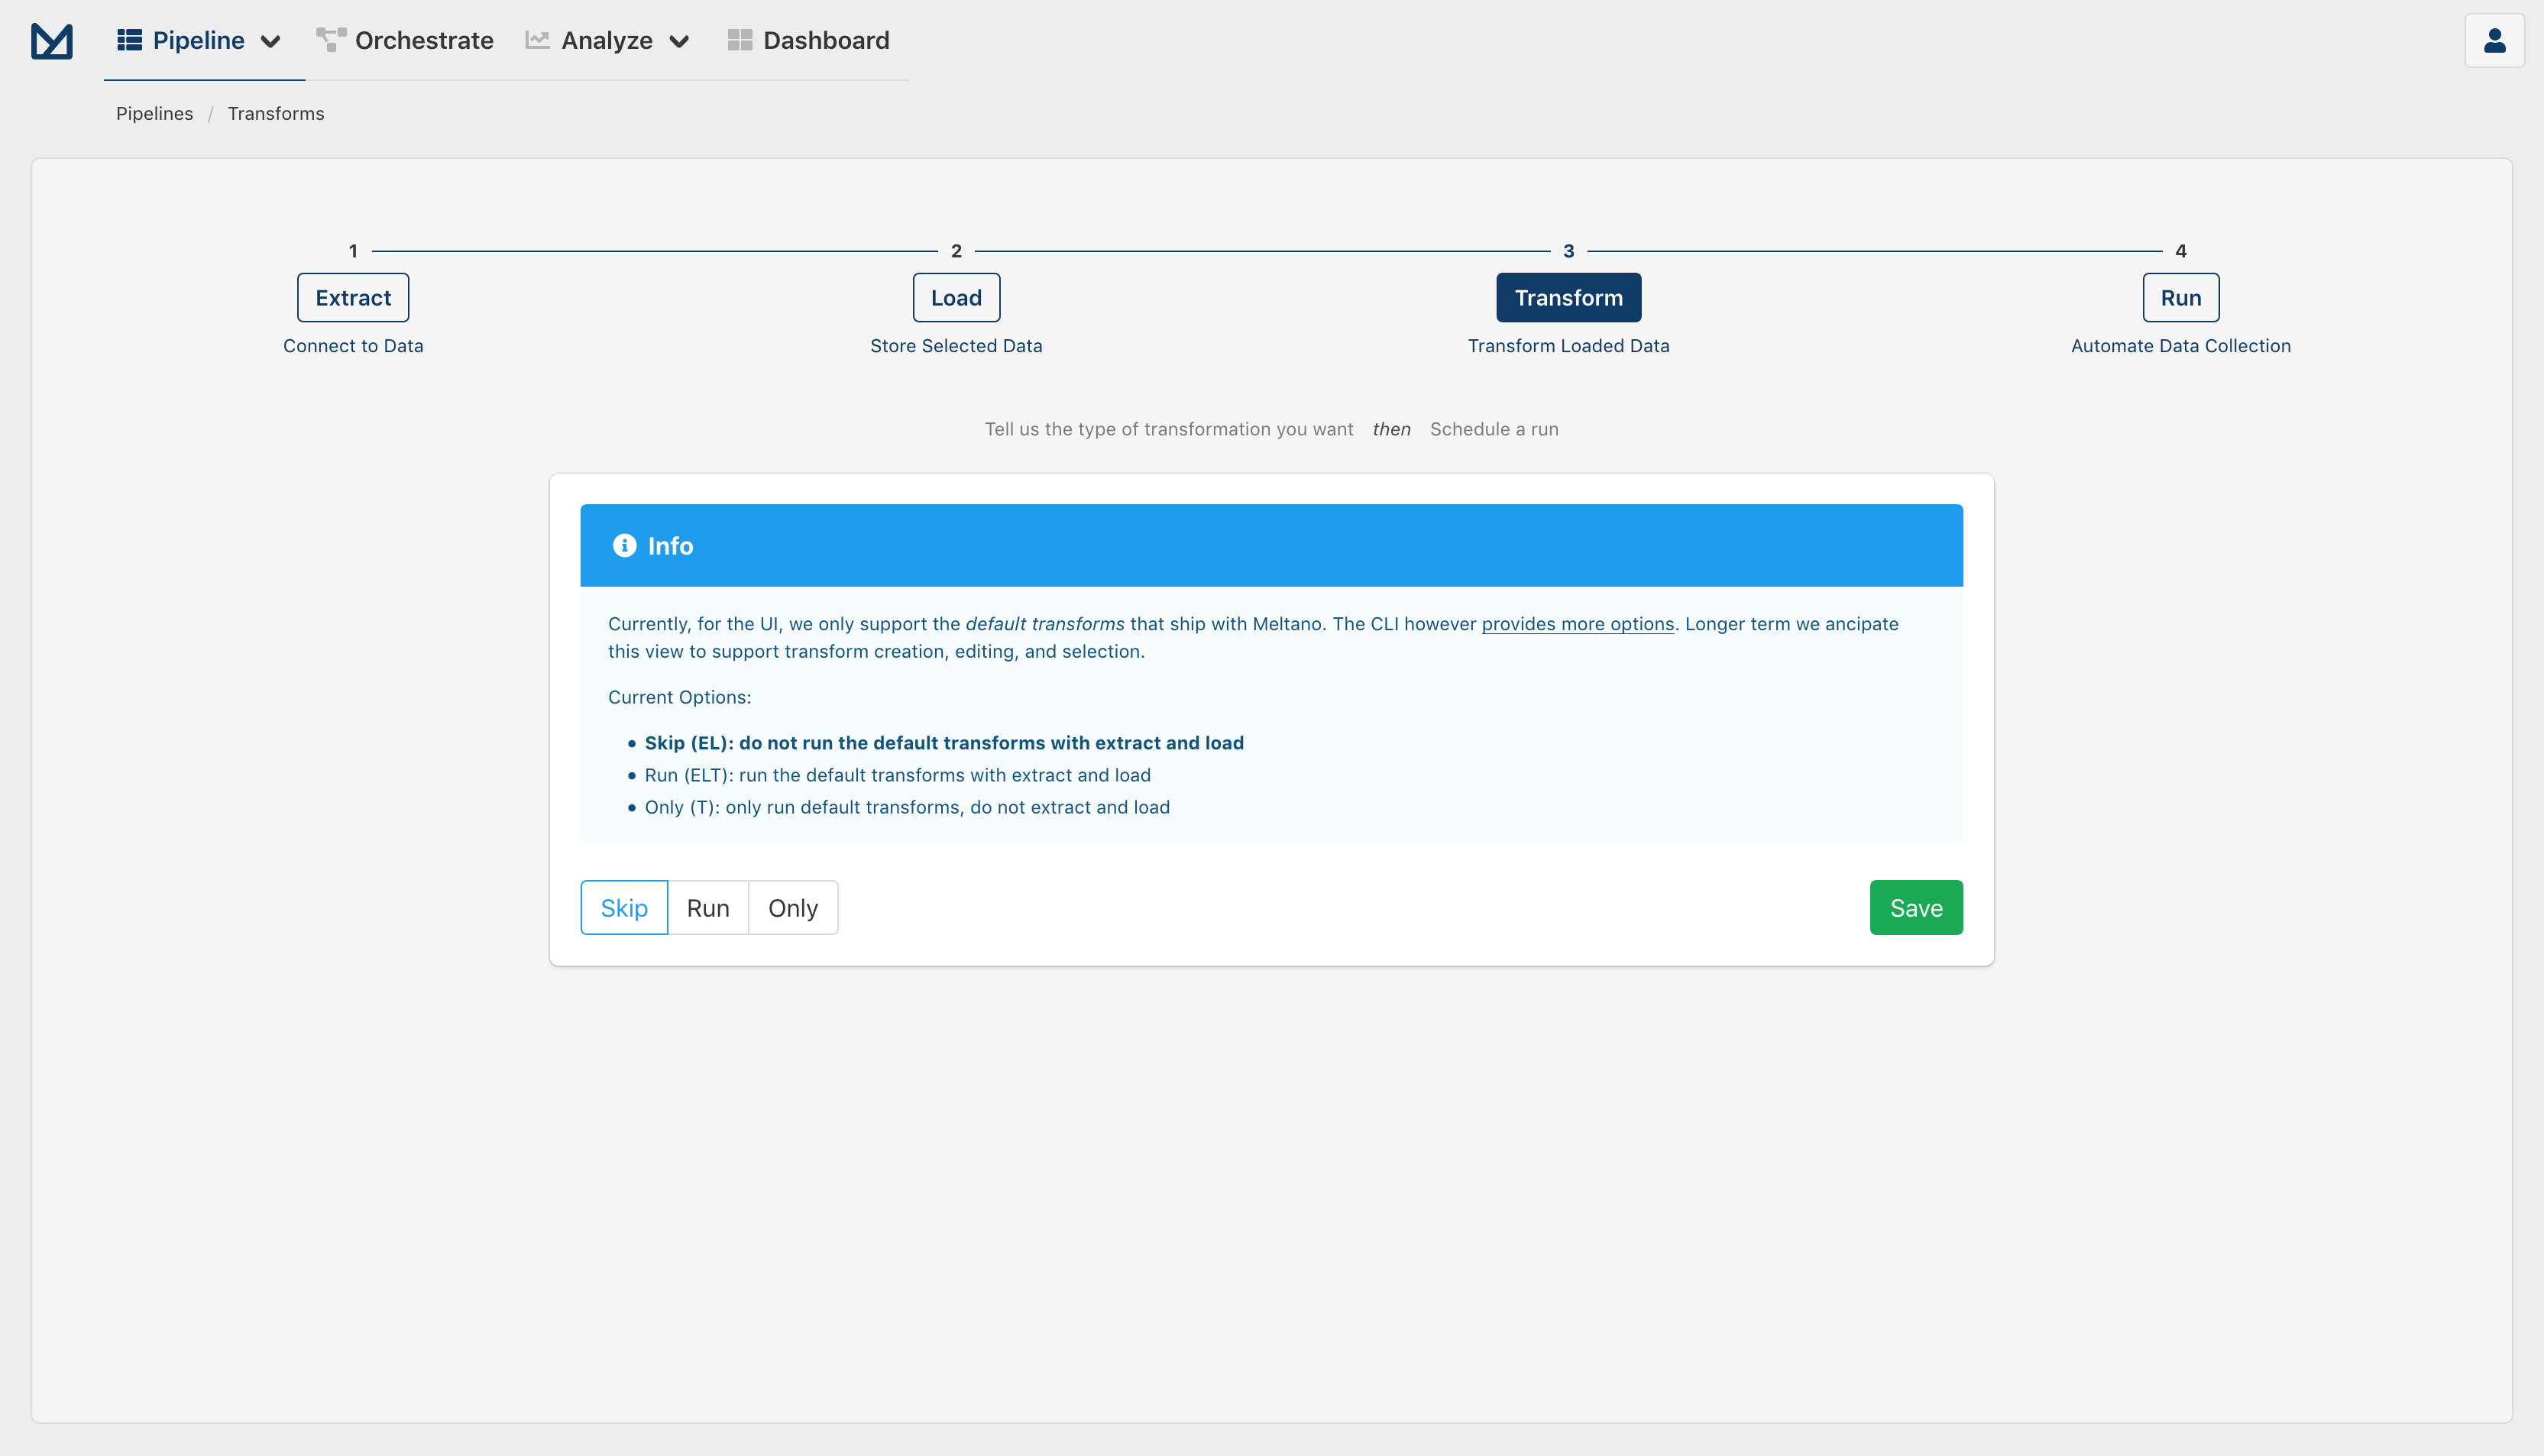 Pipeline
Orchestrate
Analyze
Dashboard
Pipelines / Transforms
1
2
3
4
Extract
Load
Transform
Run
Connect to Data
Store Selected Data
Transform Loaded Data
Automate Data Collection
Tell us the type of transformation you want then Schedule a run
Info
Currently, for the UI, we only support the default transforms that ship with Meltano. The CLI however provides more options. Longer term we ancipate
this view to support transform creation, editing, and selection.
Current Options:
• Skip (EL): do not run the default transforms with extract and load
• Run (ELT): run the default transforms with extract and load
• Only (T): only run default transforms, do not extract and load
Skip
Run
Only
Save